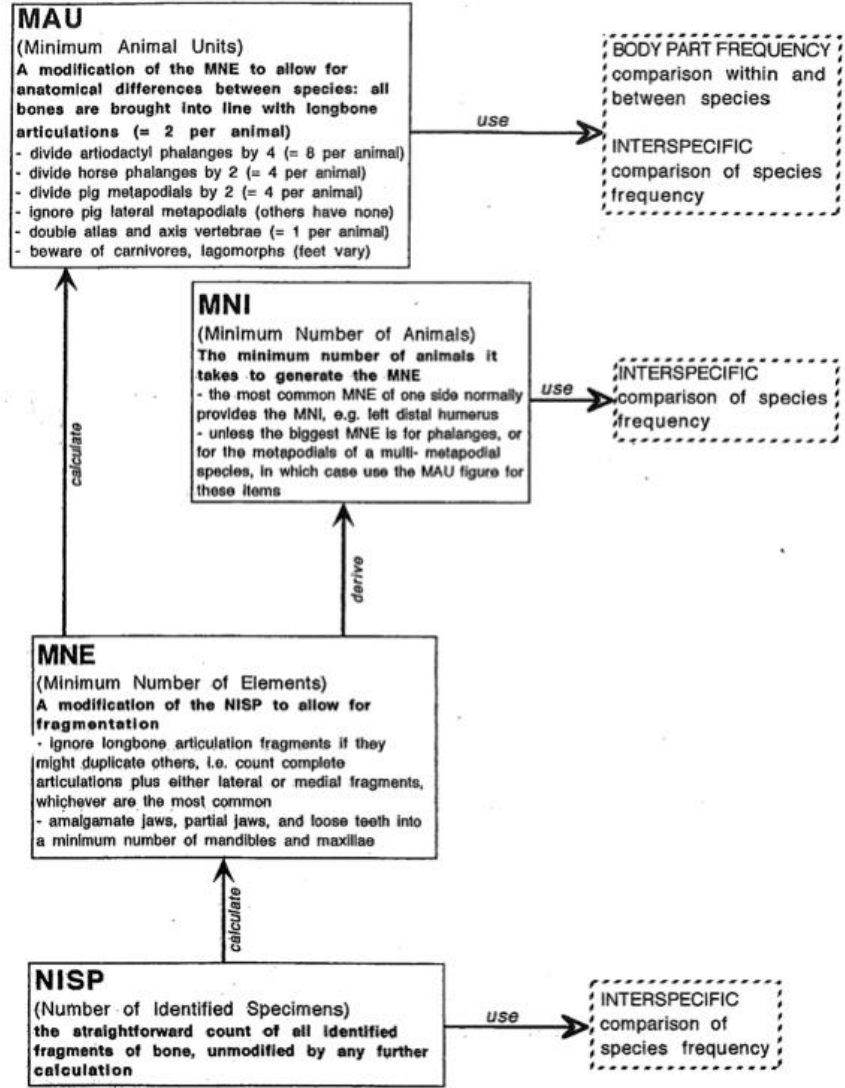 MAU
(Minimum Animal Units)
A modification of the MNE to allow for
anatomical differences between species: all
bones are brought into line with longbone
articulations (= 2 per animal)
- divide artiodactyl phalanges by 4 (= 8 per animal)
- divide horse phalanges by 2 (= 4 per animal)
- divide pig metapodials by 2 (= 4 per animal)
- ignore pig lateral metapodials (others have none)
- double atlas and axis vertebrae (= 1 per animal)
- beware of carnivores, lagomorphs (feet vary)
use
BODY PART FREQUENCY
comparison within and
between species
INTERSPECIFIC
comparison of species
frequency
calculate
MNI
(Minimum Number of Animals)
The minimum number of animals it
takes to generate the MNE
- the most common MNE of one side normally
provides the MNI, e.g. left distal humerus
- unless the biggest MNE is for phalanges, or
for the metapodials of a multi- metapodial
species, in which case use the MAU figure for
these items
use
INTERSPECIFIC
comparison of species
frequency
derive
MNE
(Minimum Number of Elements)
A modification of the NISP to allow for
fragmentation
- ignore longbone articulation fragments if they
might duplicate others, i.e. count complete
articulations plus either lateral or medial fragments,
whichever are the most common
- amalgamate jaws, partial jaws, and loose teeth into
a minimum number of mandibles and maxillae
calculate
NISP
(Number of Identified Specimens)
the straightforward count of all identified
fragments of bone, unmodified by any further
calculation
use
INTERSPECIFIC
comparison of
species frequency